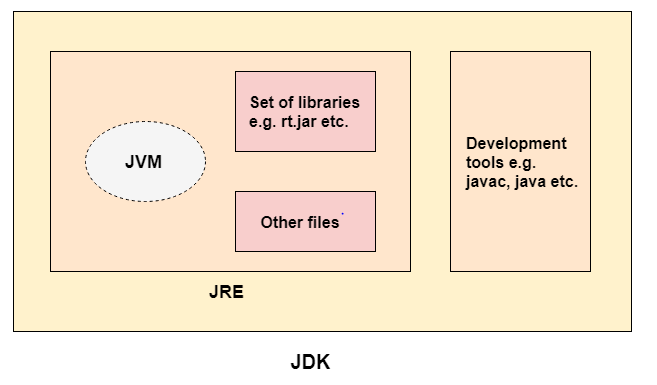 Set of libraries
e.g. rt.jar etc.
JVM
Other files
Development
tools e.g.
javac, java etc.
JRE
JDK